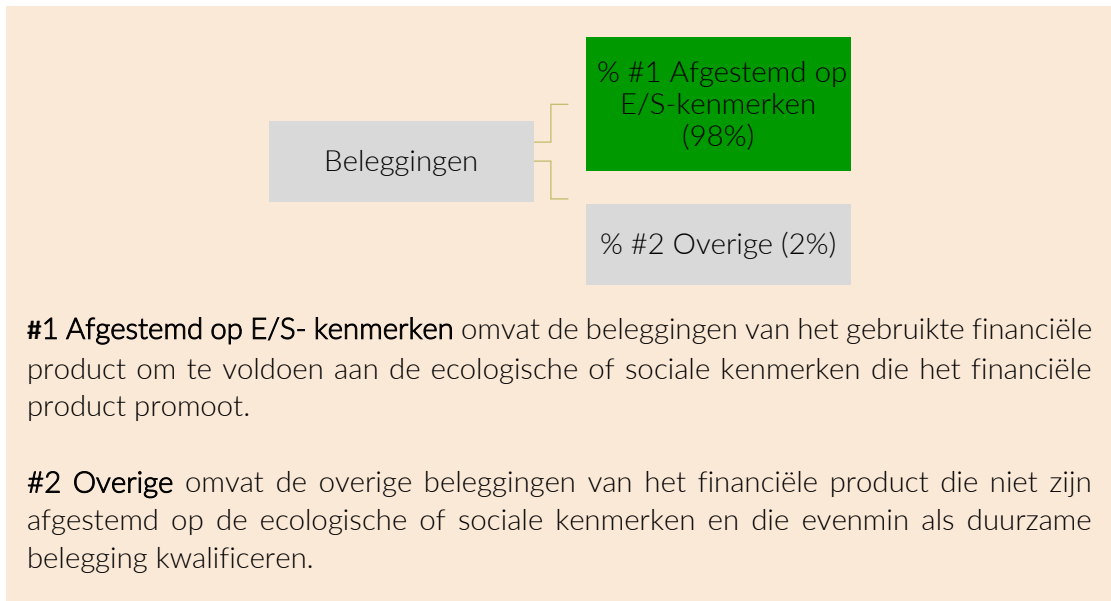 % #1 Afgestemd op
E/S-kenmerken
(98%)
Beleggingen
% #2 Overige (2%)
#1 Afgestemd op E/S- kenmerken omvat de beleggingen van het gebruikte financiële
product om te voldoen aan de ecologische of sociale kenmerken die het financiële
product promoot.
#2 Overige omvat de overige beleggingen van het financiële product die niet zijn
afgestemd op de ecologische of sociale kenmerken en die evenmin als duurzame
belegging kwalificeren.